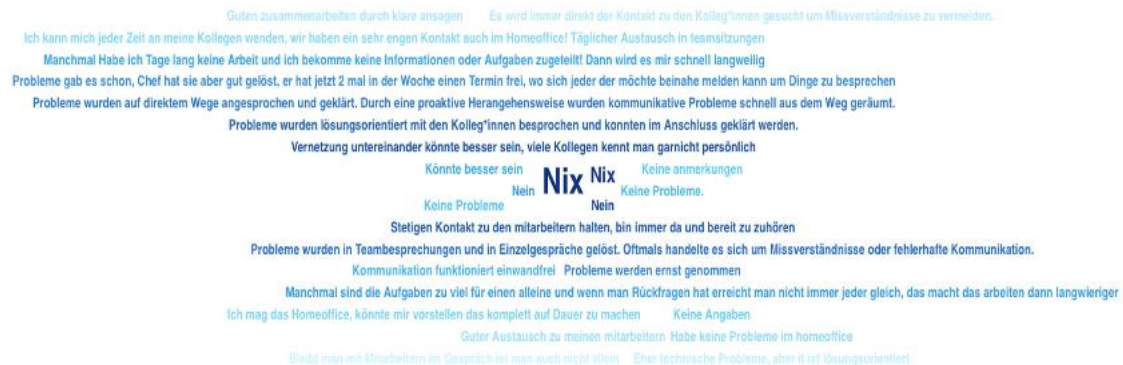 Guten zusammenarbeiten durch klare ansagen Es wird immer direkt der Kontakt zu den Kolleg*innen gesucht um Missverständnisse zu vermeiden.
Ich kann mich jeder Zeit an meine Kollegen wenden, wir haben ein sehr engen Kontakt auch im Homeoffice! Täglicher Austausch in teamsitzungen
Manchmal Habe ich Tage lang keine Arbeit und ich bekomme keine Informationen oder Aufgaben zugeteilt! Dann wird es mir schnell langweilig
Probleme gab es schon, Chef hat sie aber gut gelöst, er hat jetzt 2 mal in der Woche einen Termin frei, wo sich jeder der möchte beinahe melden kann um Dinge zu besprechen
Probleme wurden auf direktem Wege angesprochen und geklärt. Durch eine proaktive Herangehensweise wurden kommunikative Probleme schnell aus dem Weg geräumt.
Probleme wurden lösungsorientiert mit den Kolleg*innen besprochen und konnten im Anschluss geklärt werden.
Vernetzung untereinander könnte besser sein, viele Kollegen kennt man garnicht persönlich
Könnte besser sein Keine anmerkungen
Nein Nix Nix Keine Probleme.
Keine Probleme Nein
Stetigen Kontakt zu den mitarbeitern halten, bin immer da und bereit zu zuhören
Probleme wurden in Teambesprechungen und in Einzelgespräche gelöst. Oftmals handelte es sich um Missverständnisse oder fehlerhafte Kommunikation.
Kommunikation funktioniert einwandfrei Probleme werden ernst genommen
Manchmal sind die Aufgaben zu viel für einen alleine und wenn man Rückfragen hat erreicht man nicht immer jeder gleich, das macht das arbeiten dann langwieriger
Ich mag das Homeoffice, könnte mir vorstellen das komplett auf Dauer zu machen Keine Angaben
Guter Austausch zu meinen mitarbeitern Habe keine Probleme im homeoffice
Bleibt man mit Mitarbeitern im Gespräch ist man auch nicht allein Eher technische Probleme, aber it ist lösungsorientiert